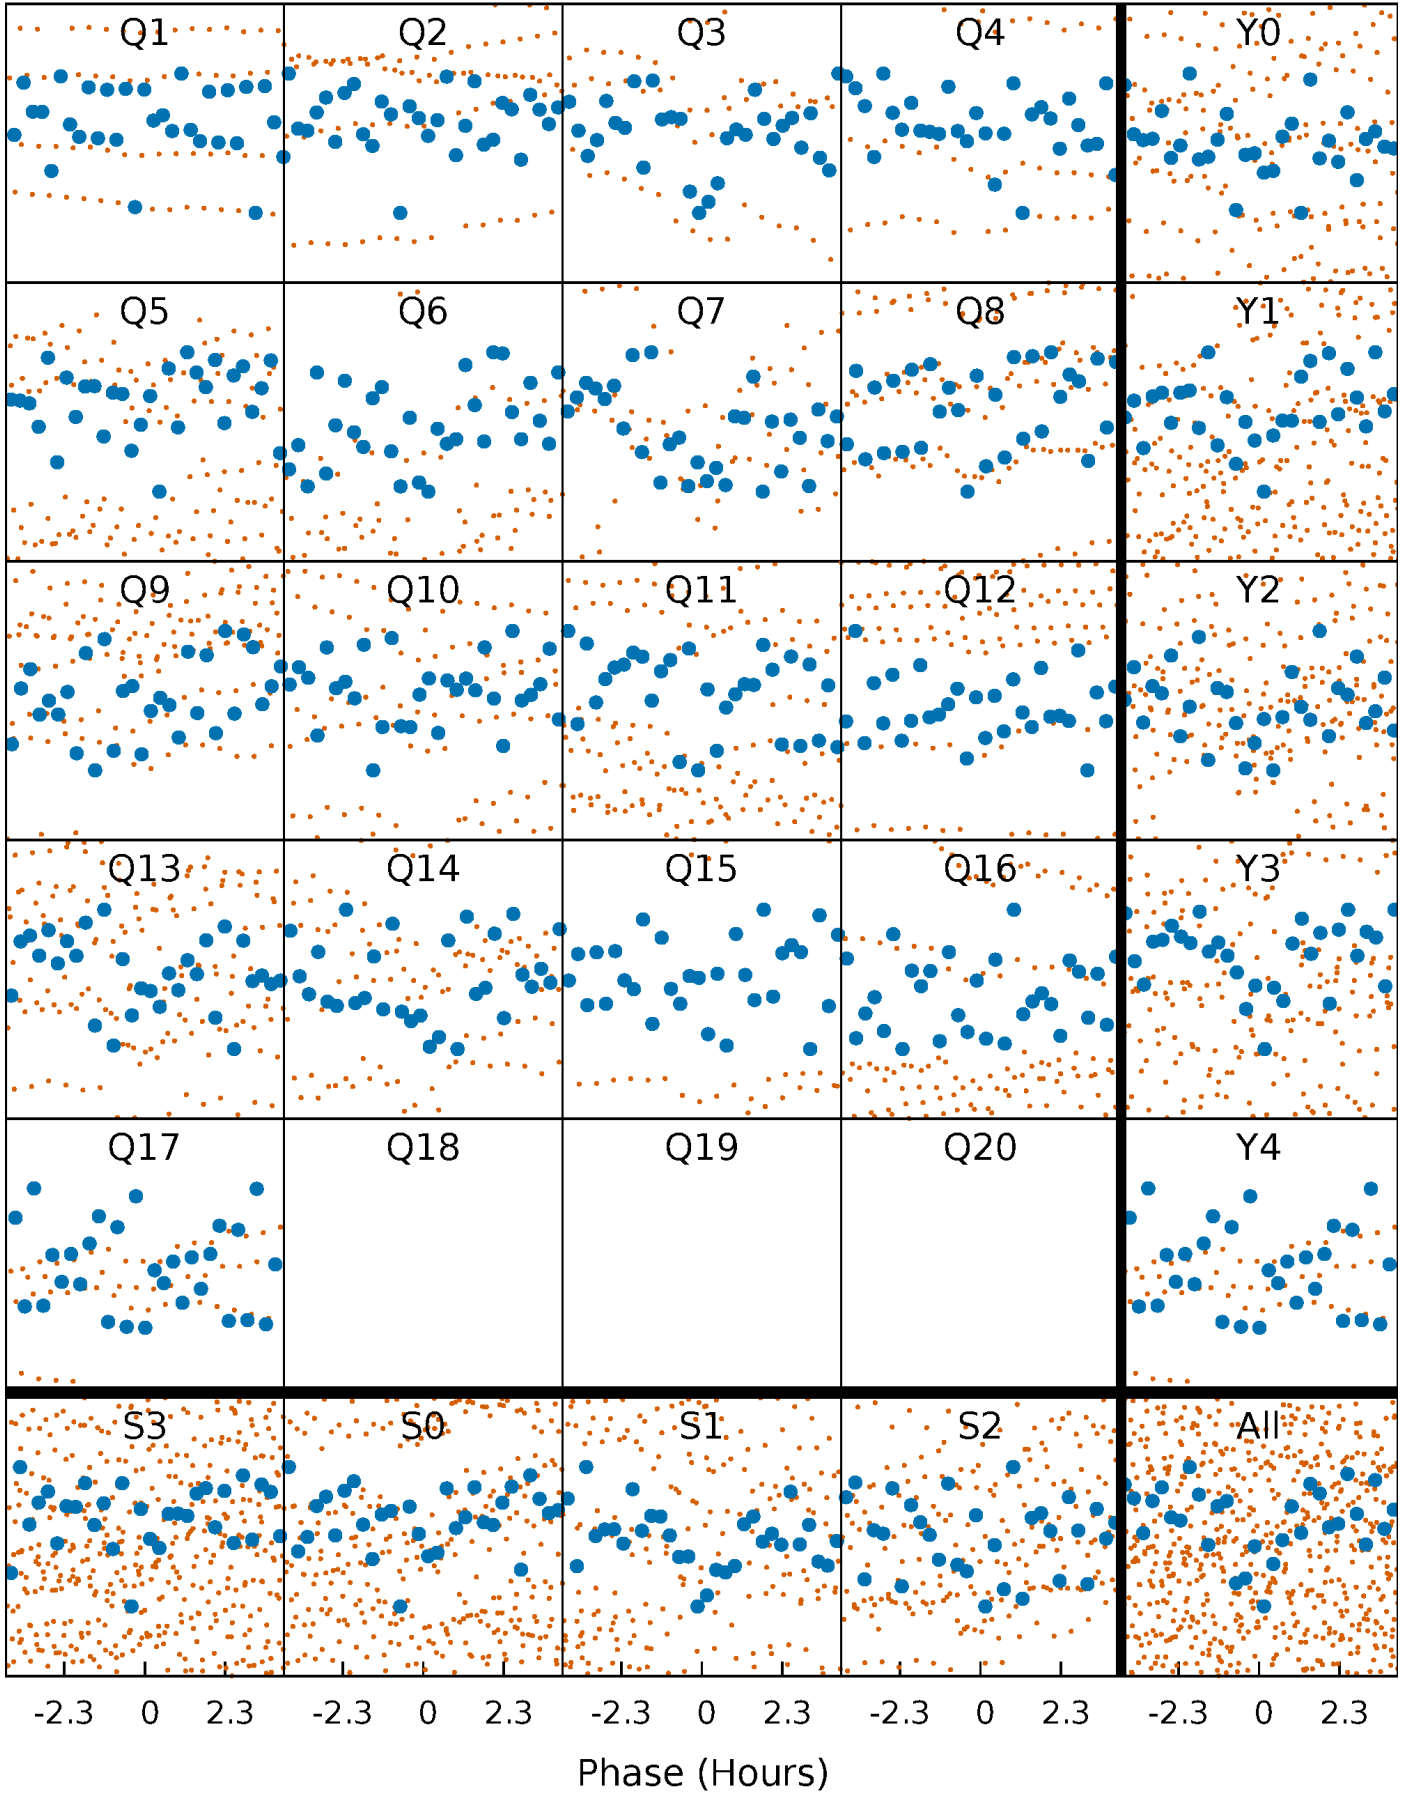 Q1 Q2 Q3 Q4 Y0
Q5 Q6 Q7 Q8 Y1
Q9 Q10 Q11 Q12 Y2
Q13 Q14 Q15 Q16 Y3
Q17 Q18 Q19 Q20 Y4
S3 S0 S1 S2 All
-2.3 0 2.3 -2.3 0 2.3 -2.3 0 2.3 -2.3 0 2.3 -2.3 0 2.3
Phase (Hours)